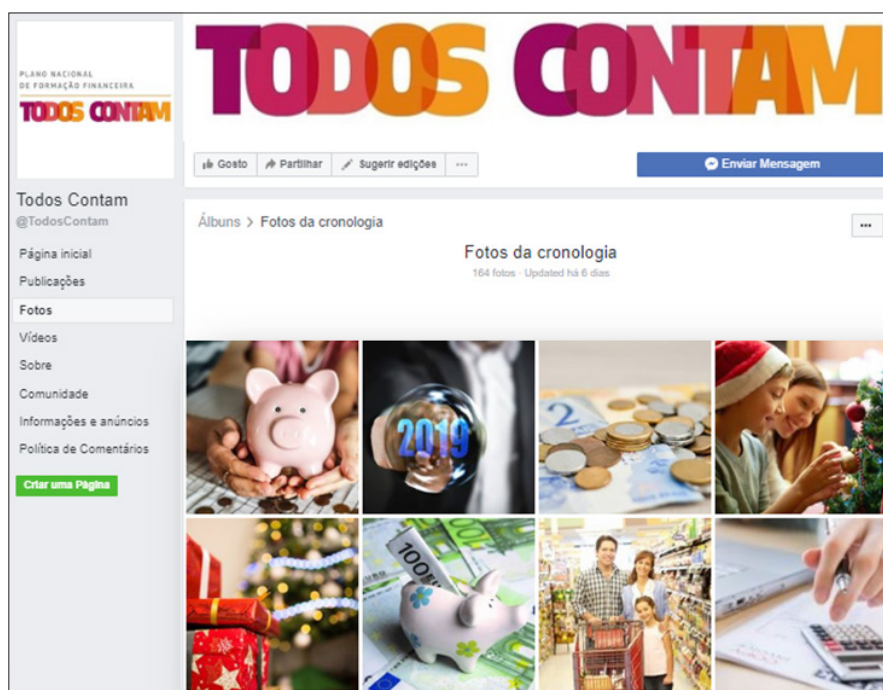 TODOS CONTAM
PLANO NACIONAL
DE FORMAÇÃO FINANCEIRA
TODOS CONTAM
Gosto
Partilhar
Sugerir edições
Enviar Mensagem
Todos Contam
@TodosContam
Página inicial
Publicações
Fotos
Vídeos
Sobre
Comunidade
Informações e anúncios
Política de Comentários
Criar uma Página
Álbuns > Fotos da cronologia
Fotos da cronologia
164 fotos · Updated há 6 dias
2019
2
100